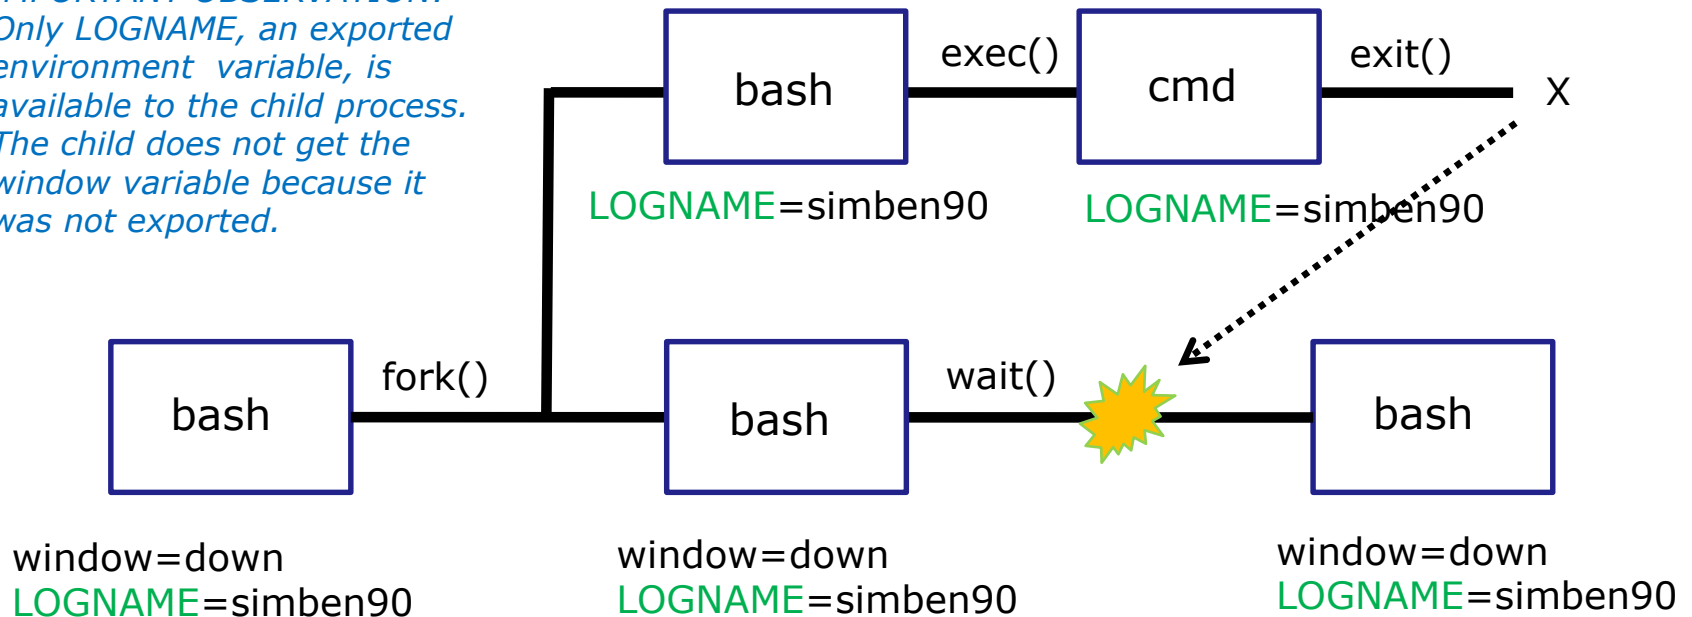 IMPORTANT OBSERVATION:
Only LOGNAME, an exported
environment variable, is
available to the child process.
The child does not get the
window variable because it
was not exported.
bash
exec()
cmd
exit()
X
LOGNAME=simben90
LOGNAME=simben90
bash
fork()
bash
wait()
bash
window=down
LOGNAME=simben90
window=down
LOGNAME=simben90
window=down
LOGNAME=simben90